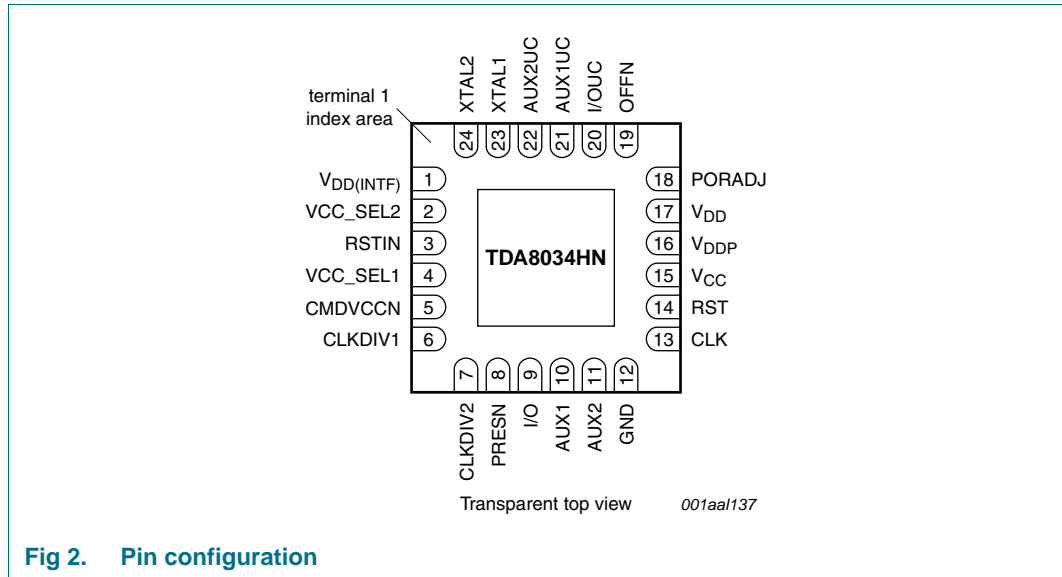 XTAL2
XTAL1
AUX2UC
AUX1UC
I/OUC
OFFN
terminal 1
index area
24
23
22
21
20
19
VDD(INTF) 1
VCC_SEL2 2
RSTIN 3
VCC_SEL1 4
CMDVCCN 5
CLKDIV1 6
TDA8034HN
18 PORADJ
17 VDD
16 VDDP
15 VCC
14 RST
13 CLK
7
8
9
10
11
12
CLKDIV2
PRESN
I/O
AUX1
AUX2
GND
Transparent top view 001aal137
Fig 2. Pin configuration